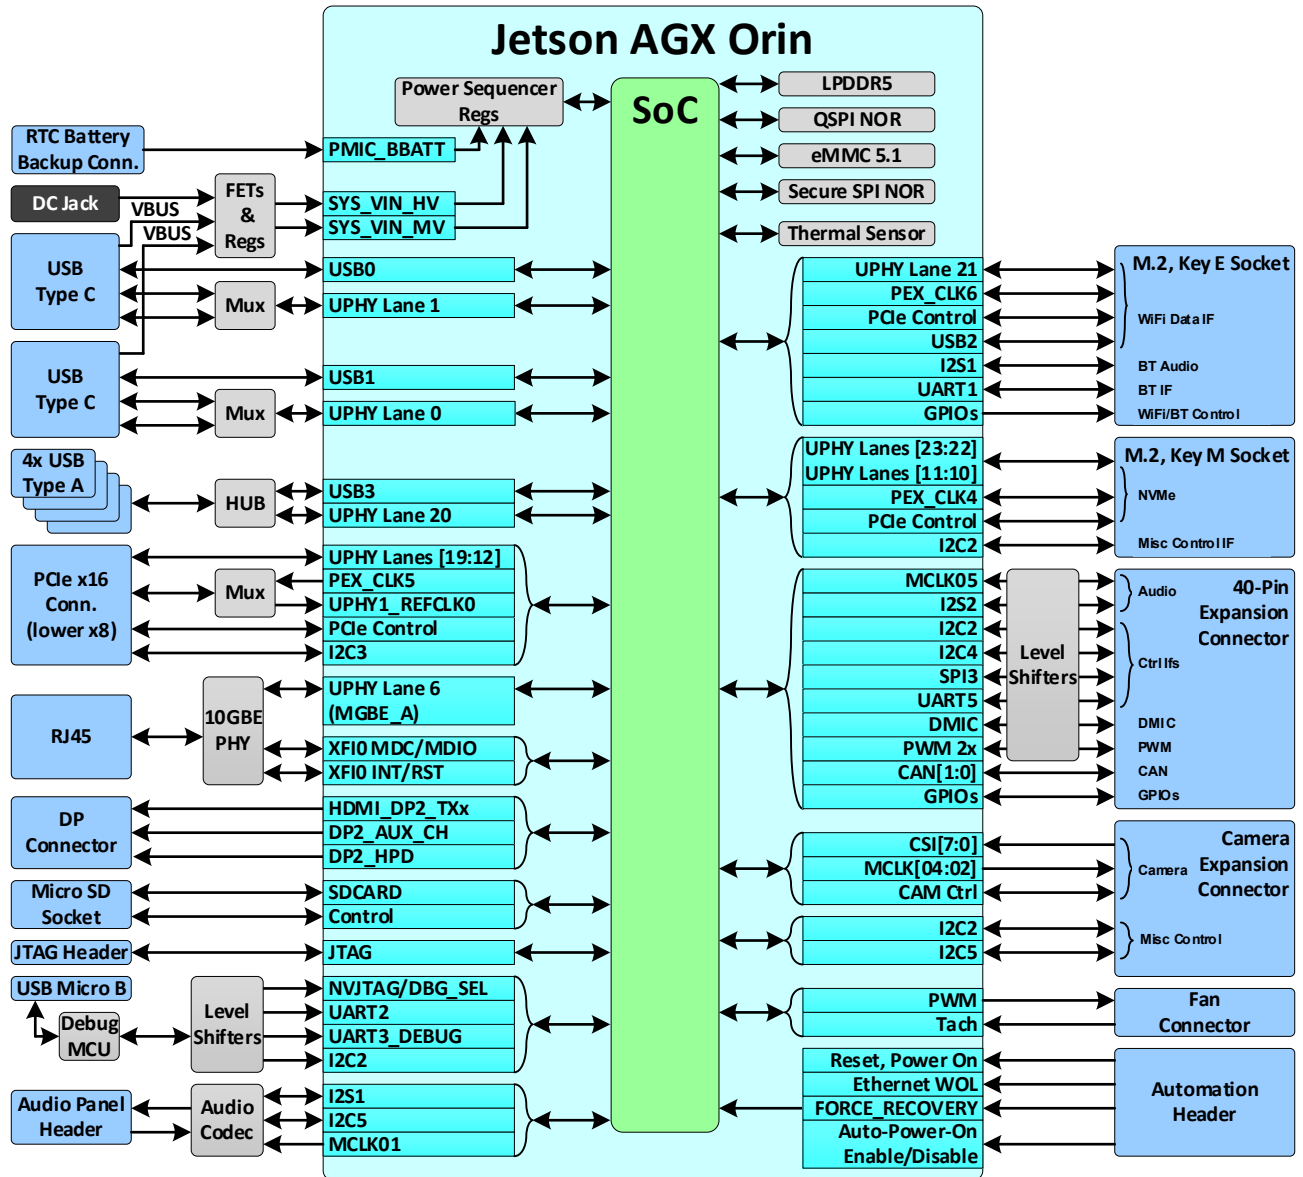 Jetson AGX Orin
Power Sequencer
Regs
SoC
LPDDR5
QSPI NOR
eMMC 5.1
Secure SPI NOR
Thermal Sensor
RTC Battery
Backup Conn.
PMIC_BBATT
DC Jack
VBUS
VBUS
FETs
&
Regs
SYS_VIN_HV
SYS_VIN_MV
USB
Type C
USB0
Mux
UPHY Lane 1
USB
Type C
USB1
Mux
UPHY Lane 0
4x USB
Type A
HUB
USB3
UPHY Lane 20
PCIe x16
Conn.
(lower x8)
Mux
UPHY Lanes [19:12]
PEX_CLK5
UPHY1_REFCLK0
PCIe Control
I2C3
RJ45
10GBE
PHY
UPHY Lane 6
(MGBE_A)
XFI0 MDC/MDIO
XFI0 INT/RST
DP
Connector
HDMI_DP2_TXx
DP2_AUX_CH
DP2_HPD
Micro SD
Socket
SDCARD
Control
JTAG Header
JTAG
USB Micro B
Debug
MCU
Level
Shifters
NVJTAG/DBG_SEL
UART2
UART3_DEBUG
I2C2
Audio Panel
Header
Audio
Codec
I2S1
I2C5
MCLK01
UPHY Lane 21
PEX_CLK6
PCIe Control
USB2
I2S1
UART1
GPIOs
M.2, Key E Socket
WiFi Data IF
BT Audio
BT IF
WiFi/BT Control
UPHY Lanes [23:22]
UPHY Lanes [11:10]
PEX_CLK4
PCIe Control
I2C2
M.2, Key M Socket
NVMe
Misc Control IF
MCLK05
I2S2
I2C2
I2C4
SPI3
UART5
DMIC
PWM 2x
CAN[1:0]
GPIOs
Level
Shifters
40-Pin
Expansion
Connector
Audio
Ctrl Ifs
DMIC
PWM
CAN
GPIOs
CSI[7:0]
MCLK[04:02]
CAM Ctrl
I2C2
I2C5
Camera
Expansion
Connector
Camera
Misc Control
PWM
Tach
Fan
Connector
Reset, Power On
Ethernet WOL
FORCE_RECOVERY
Auto-Power-On
Enable/Disable
Automation
Header